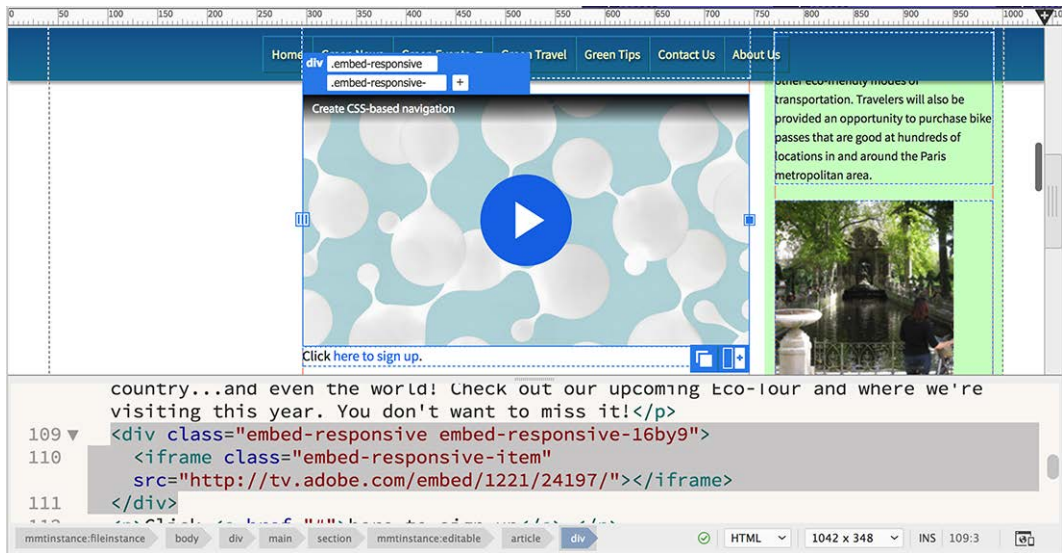 0 50 100 150 200 250 300 350 400 450 500 550 600 650 700 750 800 850 900 950 1000
Home Green Travel Green Tips Contact Us About Us
div .embed-responsive
.embed-responsive- +
Create CSS-based navigation
other eco-friendly modes of
transportation. Travelers will also be
provided an opportunity to purchase bike
passes that are good at hundreds of
locations in and around the Paris
metropolitan area.
Click here to sign up.
country...and even the world! Check out our upcoming Eco-Tour and where we're
visiting this year. You don't want to miss it!</p>
109 <div class="embed-responsive embed-responsive-16by9">
110 <iframe class="embed-responsive-item"
src="http://tv.adobe.com/embed/1221/24197/"></iframe>
111 </div>
mmtinstance:fileinstance body div main section mmtinstance:editable article div HTML 1042 x 348 INS 109:3